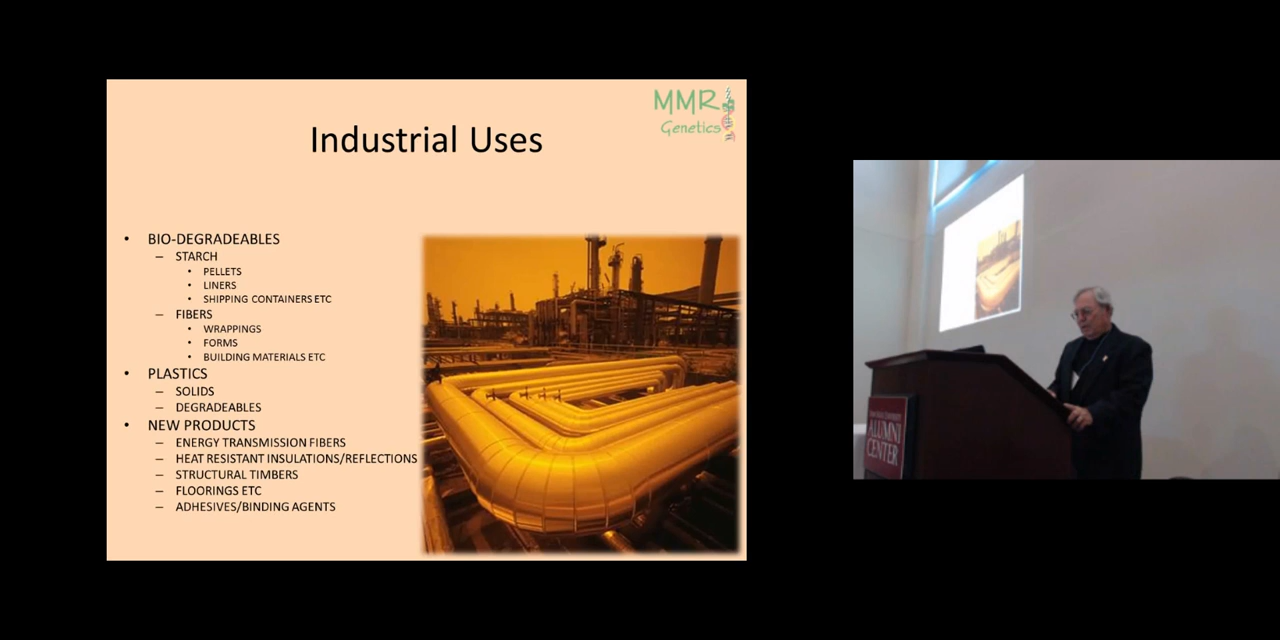 MMR
Genetics
Industrial Uses
• BIO-DEGRADEABLES
– STARCH
• PELLETS
• LINERS
• SHIPPING CONTAINERS ETC
– FIBERS
• WRAPPINGS
• FORMS
• BUILDING MATERIALS ETC
• PLASTICS
– SOLIDS
– DEGRADEABLES
• NEW PRODUCTS
– ENERGY TRANSMISSION FIBERS
– HEAT RESISTANT INSULATIONS/REFLECTIONS
– STRUCTURAL TIMBERS
– FLOORINGS ETC
– ADHESIVES/BINDING AGENTS
ALUMNI
CENTER